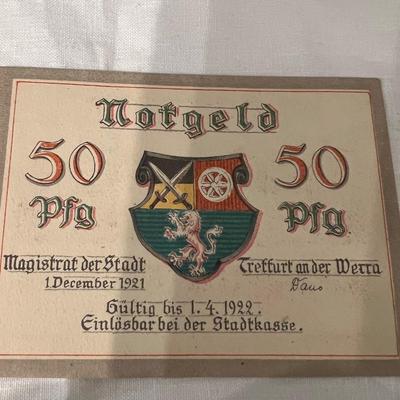 Notgeld
50 50
Pfg Pfg.
Magistrat der Stadt Treffurt an der Werra
1. December 1921
Gültig bis 1. 4. 1922.
Einlösbar bei der Stadtkasse.